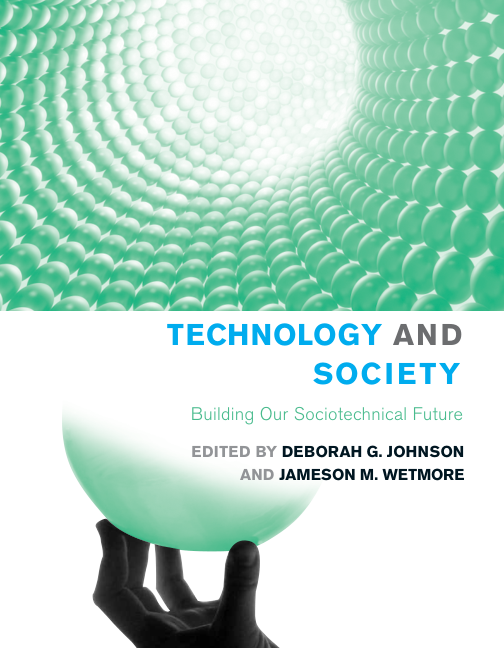 TECHNOLOGY AND
SOCIETY
Building Our Sociotechnical Future
EDITED BY DEBORAH G. JOHNSON
AND JAMESON M. WETMORE